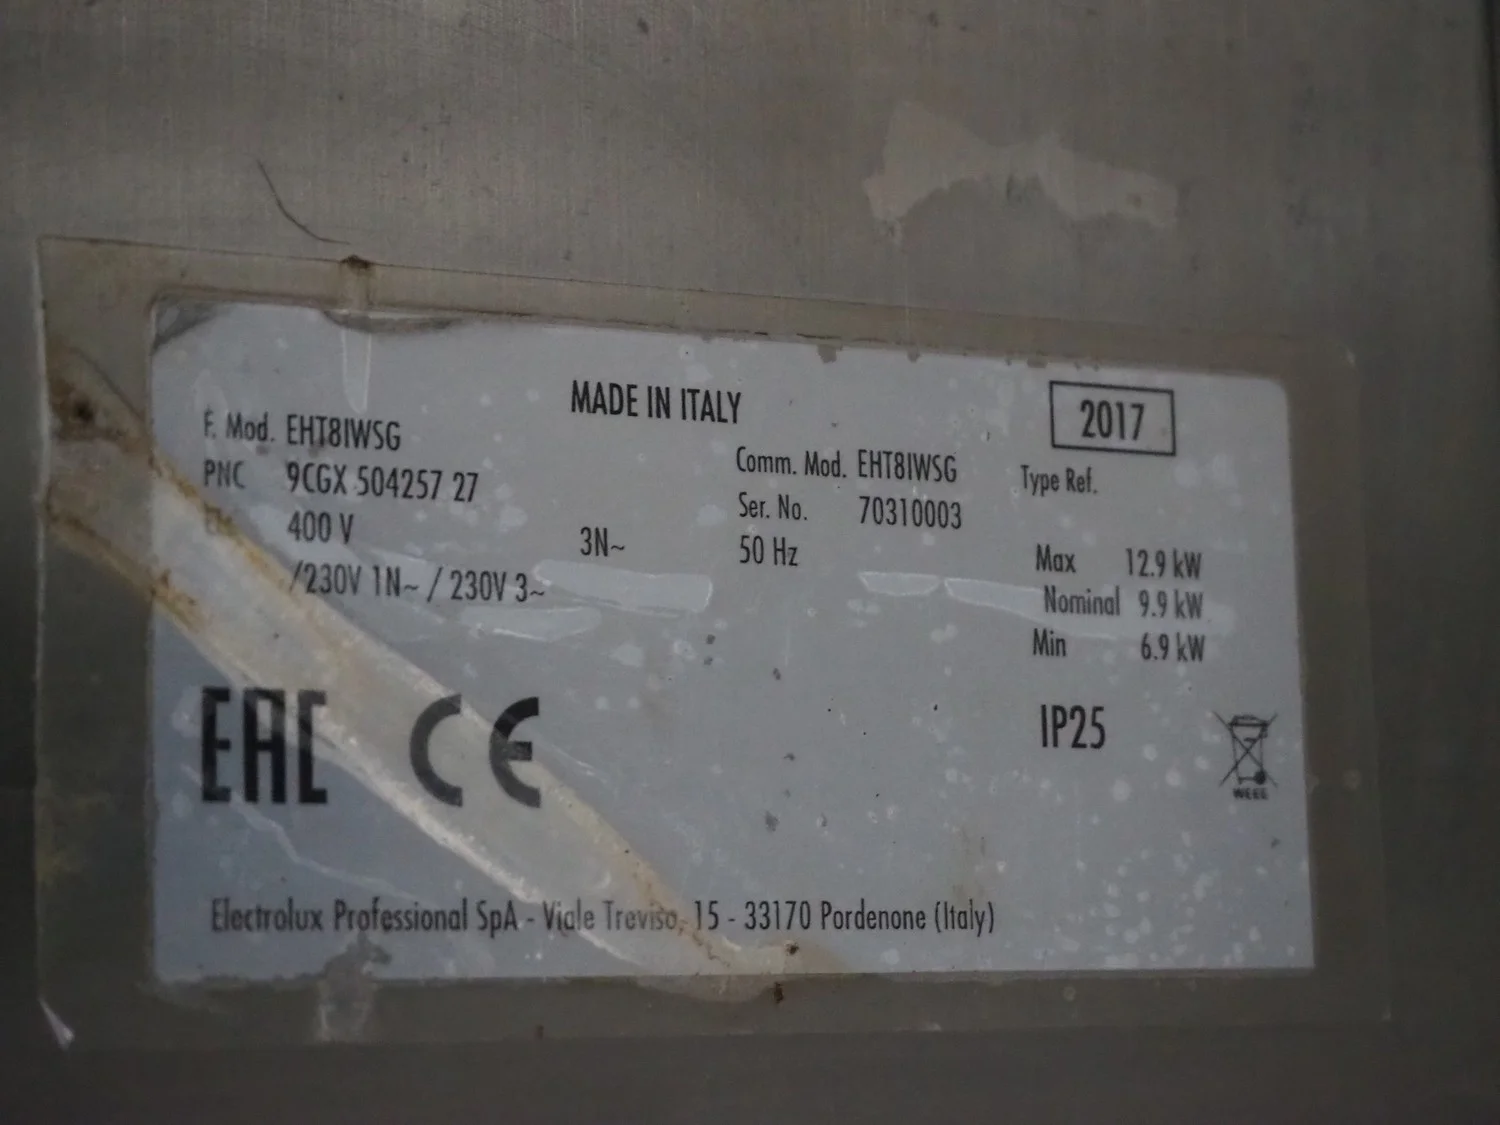 MADE IN ITALY
2017
F. Mod. EHT8IWSG
Comm. Mod. EHT8IWSG
Type Ref.
PNC 9CGX 504257 27
Ser. No. 70310003
400 V 3N~ 50 Hz
Max 12.9 kW
/230V 1N~ / 230V 3~
Nominal 9.9 kW
Min 6.9 kW
EAC CE
IP25
WEEE
Electrolux Professional SpA - Viale Treviso, 15 - 33170 Pordenone (Italy)